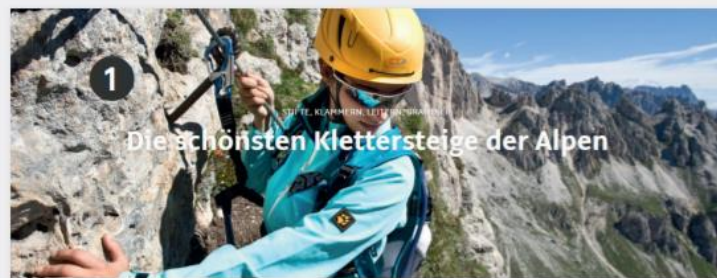 1
STIFTE, KLAMMERN, LEITERN,
Die schönsten Klettersteige der Alpen